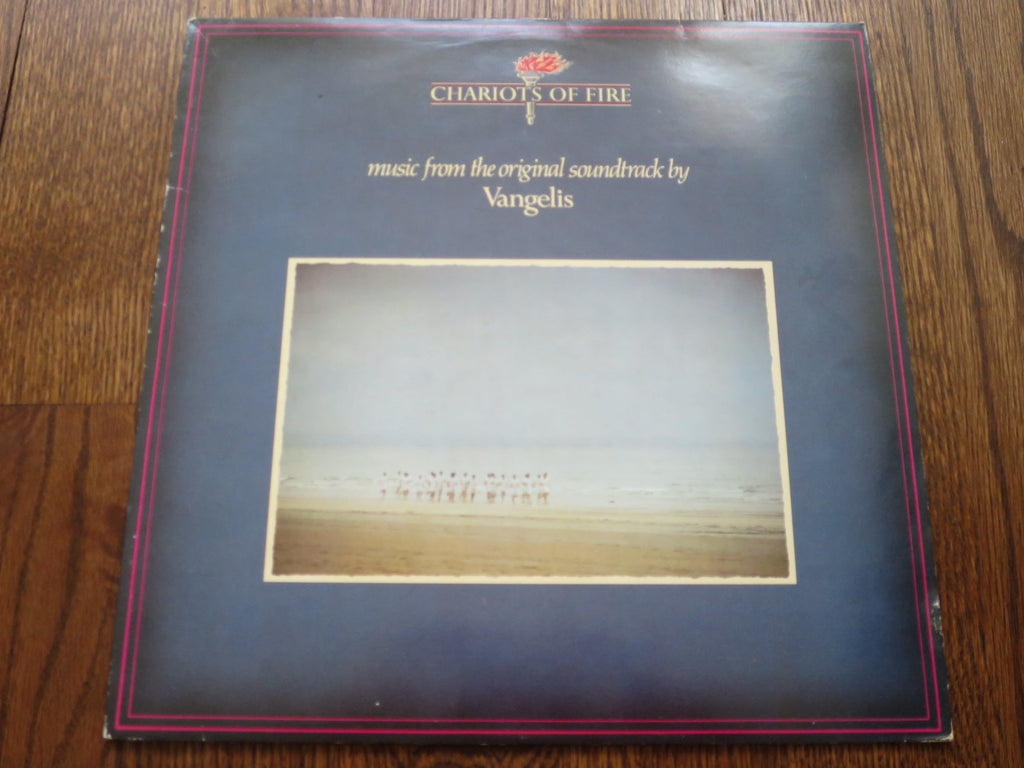 CHARIOTS OF FIRE
music from the original soundtrack by
Vangelis